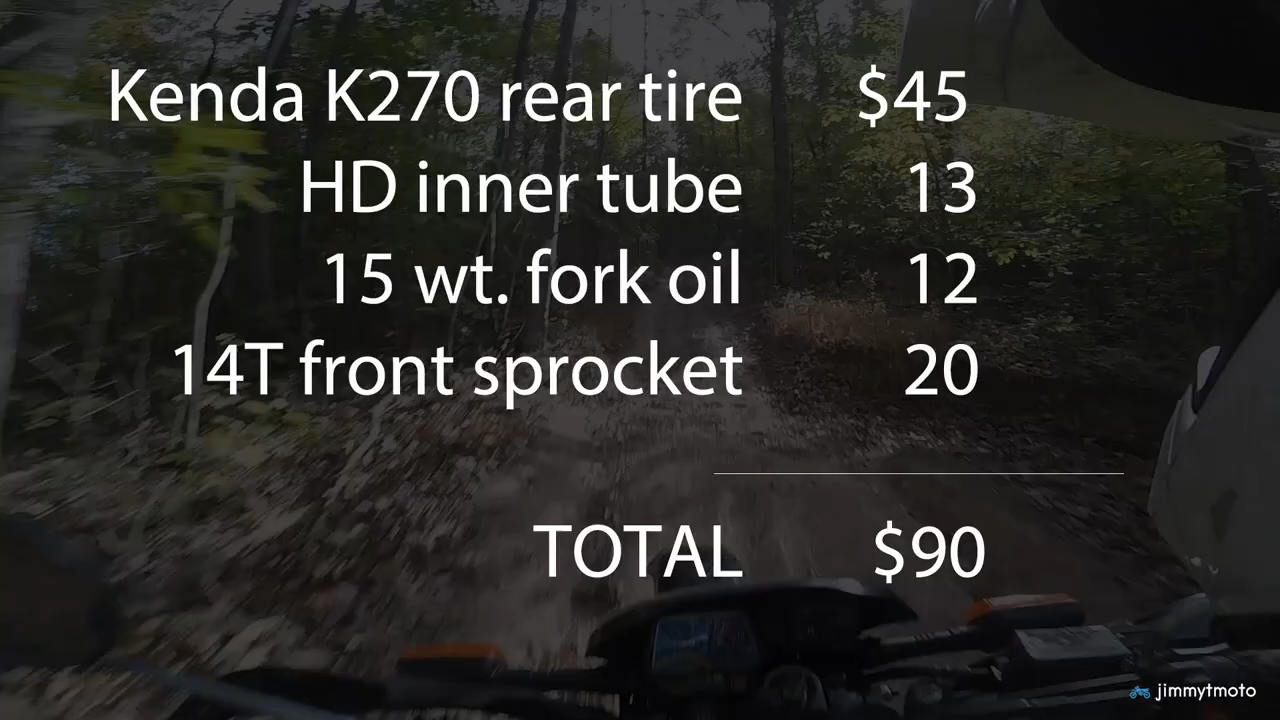 Kenda K270 rear tire $45
HD inner tube 13
15 wt. fork oil 12
14T front sprocket 20
TOTAL $90
jimmytmoto